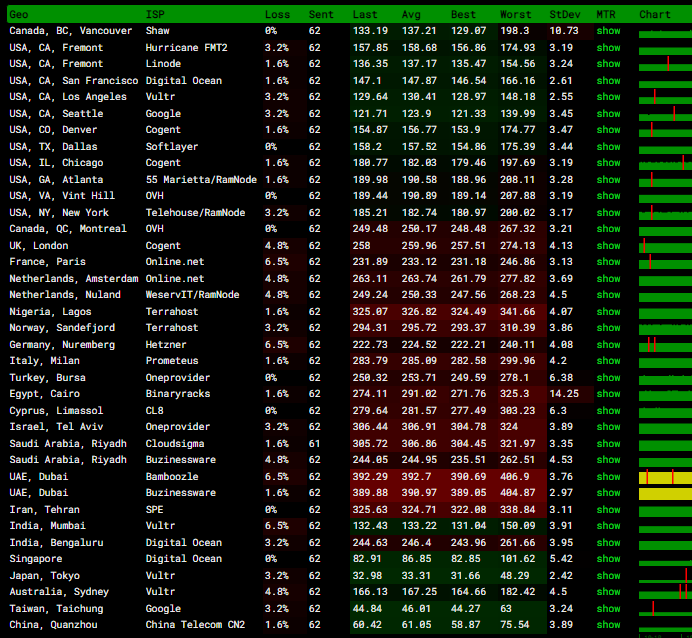 Geo ISP Loss Sent Last Avg Best Worst StDev MTR Chart
Canada, BC, Vancouver Shaw 0% 62 133.19 137.21 129.07 198.3 10.73 show
USA, CA, Fremont Hurricane FMT2 3.2% 62 157.85 158.68 156.86 174.93 3.19 show
USA, CA, Fremont Linode 1.6% 62 136.35 137.17 135.47 154.56 3.24 show
USA, CA, San Francisco Digital Ocean 1.6% 62 147.1 147.87 146.54 166.16 2.61 show
USA, CA, Los Angeles Vultr 3.2% 62 129.64 130.41 128.97 148.18 2.55 show
USA, CA, Seattle Google 3.2% 62 121.71 123.9 121.33 139.99 3.45 show
USA, CO, Denver Cogent 1.6% 62 154.87 156.77 153.9 174.77 3.47 show
USA, TX, Dallas Softlayer 0% 62 158.2 157.52 154.86 175.39 3.44 show
USA, IL, Chicago Cogent 1.6% 62 180.77 182.03 179.46 197.69 3.19 show
USA, GA, Atlanta 55 Marietta/RamNode 1.6% 62 189.98 190.58 188.96 208.11 3.28 show
USA, VA, Vint Hill OVH 0% 62 189.44 190.89 189.14 207.88 3.19 show
USA, NY, New York Telehouse/RamNode 3.2% 62 185.21 182.74 180.97 200.02 3.17 show
Canada, QC, Montreal OVH 0% 62 249.48 250.17 248.48 267.32 3.21 show
UK, London Cogent 4.8% 62 258 259.96 257.51 274.13 4.13 show
France, Paris Online.net 6.5% 62 231.89 233.12 231.18 246.86 3.13 show
Netherlands, Amsterdam Online.net 4.8% 62 263.11 263.74 261.79 277.82 3.69 show
Netherlands, Nuland WeservIT/RamNode 4.8% 62 249.24 250.33 247.56 268.23 4.5 show
Nigeria, Lagos Terrahost 1.6% 62 325.07 326.82 324.49 341.66 4.07 show
Norway, Sandefjord Terrahost 3.2% 62 294.31 295.72 293.37 310.39 3.86 show
Germany, Nuremberg Hetzner 6.5% 62 222.73 224.52 222.21 240.11 4.08 show
Italy, Milan Prometeus 1.6% 62 283.79 285.09 282.58 299.96 4.2 show
Turkey, Bursa Oneprovider 0% 62 250.32 253.71 249.59 278.1 6.38 show
Egypt, Cairo Binaryracks 1.6% 62 274.11 291.02 271.76 325.3 14.25 show
Cyprus, Limassol CL8 0% 62 279.64 281.57 277.49 303.23 6.3 show
Israel, Tel Aviv Oneprovider 3.2% 62 306.44 306.91 304.78 324 3.89 show
Saudi Arabia, Riyadh Cloudsigma 1.6% 61 305.72 306.86 304.45 321.97 3.35 show
Saudi Arabia, Riyadh Buzinessware 4.8% 62 244.05 244.95 235.51 262.51 4.53 show
UAE, Dubai Bamboozle 6.5% 62 392.29 392.7 390.69 406.9 3.76 show
UAE, Dubai Buzinessware 1.6% 62 389.88 390.97 389.05 404.87 2.97 show
Iran, Tehran SPE 0% 62 325.63 324.71 322.08 338.84 3.11 show
India, Mumbai Vultr 6.5% 62 132.43 133.22 131.04 150.09 3.91 show
India, Bengaluru Digital Ocean 3.2% 62 244.63 246.4 243.96 261.66 3.95 show
Singapore Digital Ocean 0% 62 82.91 86.85 82.85 101.62 5.42 show
Japan, Tokyo Vultr 3.2% 62 32.98 33.31 31.66 48.29 2.42 show
Australia, Sydney Vultr 4.8% 62 166.13 167.25 164.66 182.42 4.5 show
Taiwan, Taichung Google 3.2% 62 44.84 46.01 44.27 63 3.24 show
China, Quanzhou China Telecom CN2 1.6% 62 60.42 61.05 58.87 75.54 3.89 show